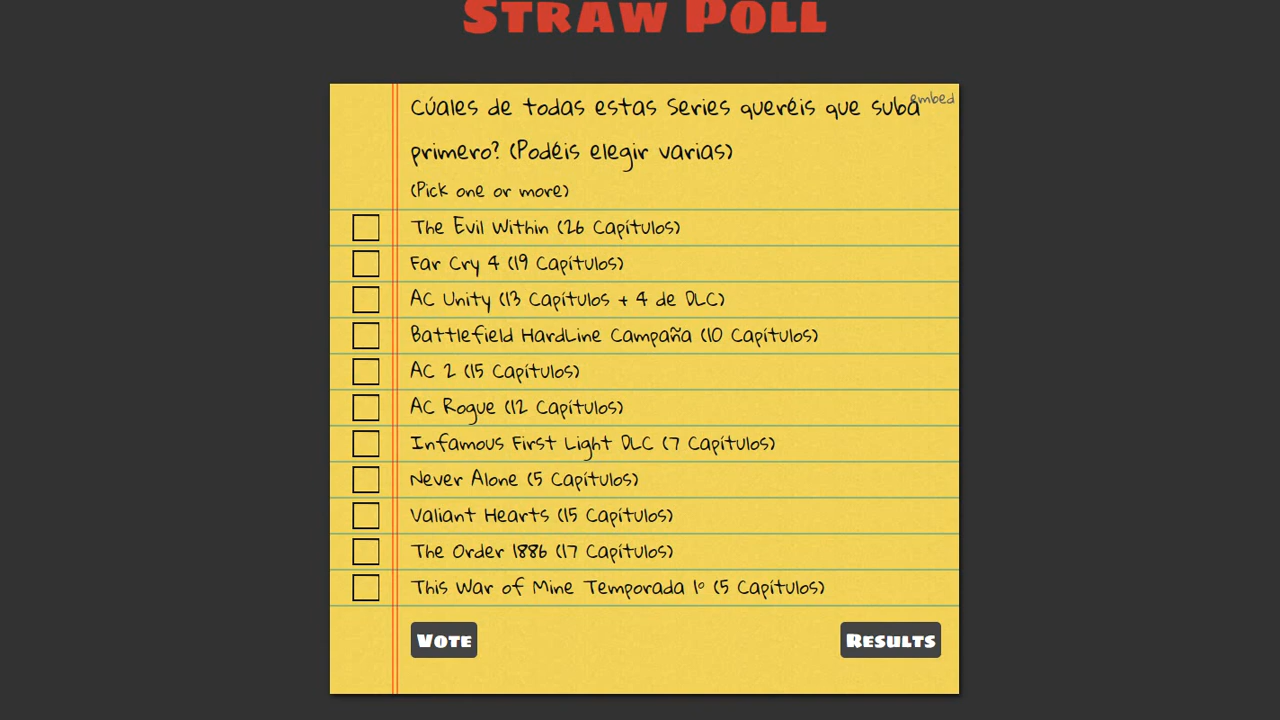 STRAW POLL
embed
Cúales de todas estas Series queréis que suba
primero? (Podéis elegir varias)
(Pick one or more)
The Evil Within (26 Capítulos)
Far Cry 4 (19 Capítulos)
AC Unity (13 Capítulos + 4 de DLC)
Battlefield HardLine Campaña (10 Capítulos)
AC 2 (15 Capítulos)
AC Rogue (12 Capítulos)
Infamous First Light DLC (7 Capítulos)
Never Alone (5 Capítulos)
Valiant Hearts (15 Capítulos)
The Order 1886 (17 Capítulos)
This War of Mine Temporada 1º (5 Capítulos)
VOTE
RESULTS